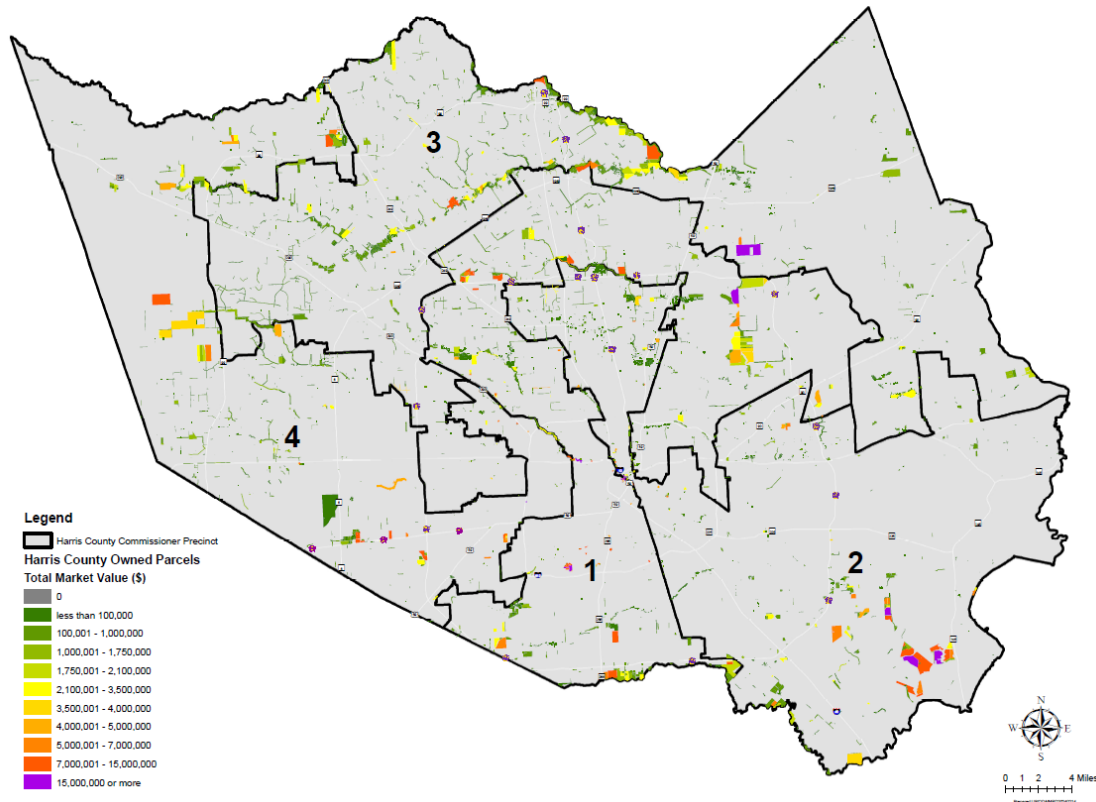 3
4
1
2
Legend
Harris County Commissioner Precinct
Harris County Owned Parcels
Total Market Value ($)
0
less than 100,000
100,001 - 1,000,000
1,000,001 - 1,750,000
1,750,001 - 2,100,000
2,100,001 - 3,500,000
3,500,001 - 4,000,000
4,000,001 - 5,000,000
5,000,001 - 7,000,000
7,000,001 - 15,000,000
15,000,000 or more
N
W E
S
0 1 2 4 Miles